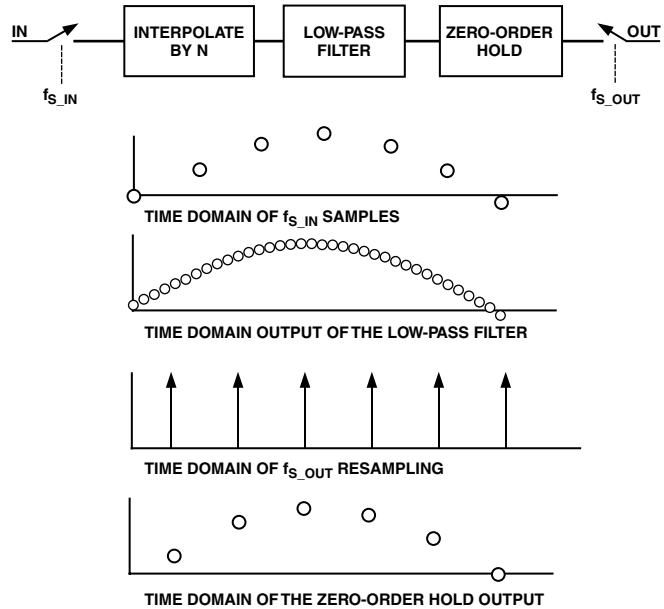 IN
INTERPOLATE
BY N
LOW-PASS
FILTER
ZERO-ORDER
HOLD
OUT
fS_IN
fS_OUT
TIME DOMAIN OF fS_IN SAMPLES
TIME DOMAIN OUTPUT OF THE LOW-PASS FILTER
TIME DOMAIN OF fS_OUT RESAMPLING
TIME DOMAIN OF THE ZERO-ORDER HOLD OUTPUT